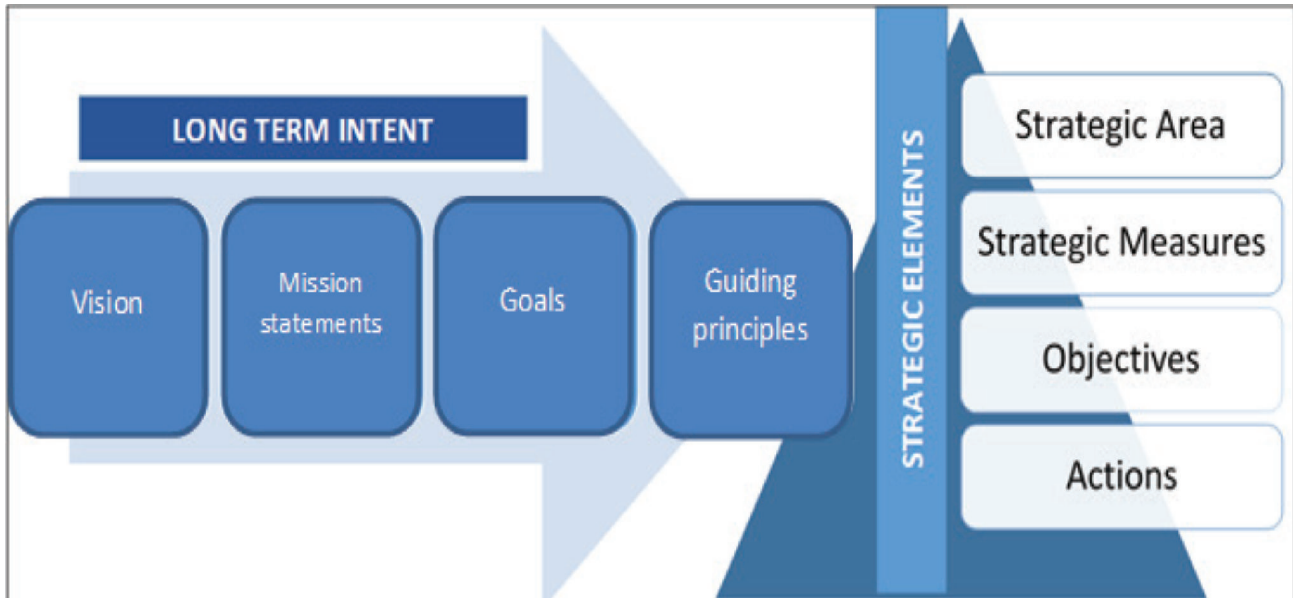 LONG TERM INTENT
Vision
Mission
statements
Goals
Guiding
principles
STRATEGIC ELEMENTS
Strategic Area
Strategic Measures
Objectives
Actions